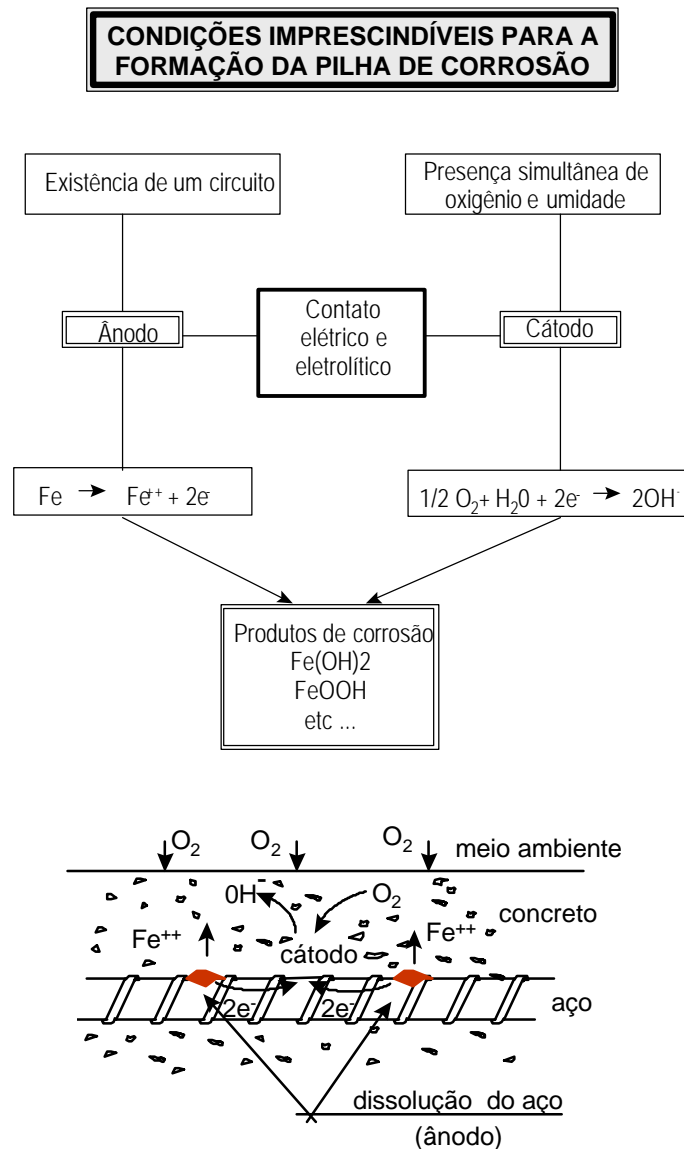 CONDIÇÕES IMPRESCINDÍVEIS PARA A
FORMAÇÃO DA PILHA DE CORROSÃO
Existência de um circuito
Presença simultânea de
oxigênio e umidade
Ânodo
Contato
elétrico e
eletrolítico
Cátodo
Fe → Fe++ + 2e-
1/2 O2+ H20 + 2e- → 2OH-
Produtos de corrosão
Fe(OH)2
FeOOH
etc ...
O2 O2 O2 meio ambiente
0H- O2 concreto
Fe++ cátodo Fe++
2e- 2e- aço
dissolução do aço
(ânodo)